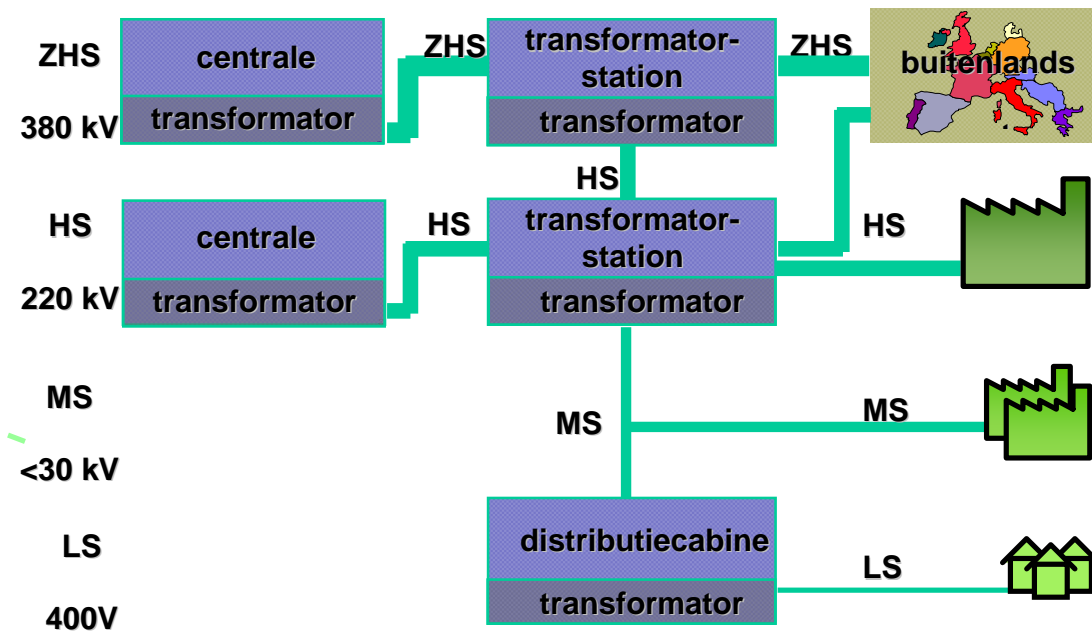 ZHS
380 kV
centrale
transformator
ZHS
transformator-
station
transformator
ZHS
buitenlands
HS
HS
220 kV
centrale
transformator
HS
transformator-
station
transformator
HS
MS
<30 kV
MS
MS
LS
400V
distributiecabine
transformator
LS